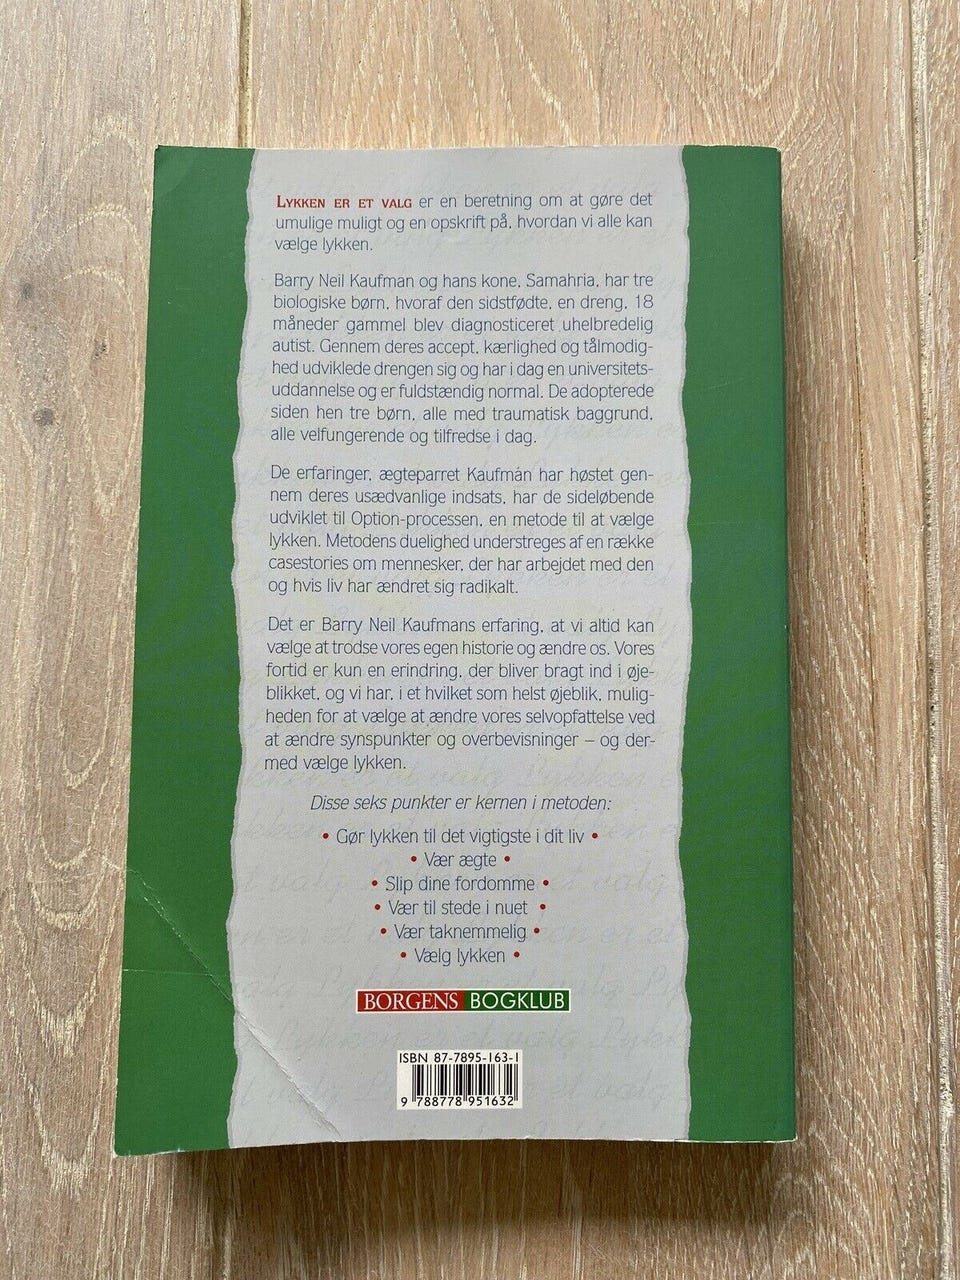 LYKKEN ER ET VALG er en beretning om at gøre det
umulige muligt og en opskrift på, hvordan vi alle kan
vælge lykken.
Barry Neil Kaufman og hans kone, Samahria, har tre
biologiske børn, hvoraf den sidstfødte, en dreng, 18
måneder gammel blev diagnosticeret uhelbredelig
autist. Gennem deres accept, kærlighed og tålmodig-
hed udviklede drengen sig og har i dag en universitets-
uddannelse og er fuldstændig normal. De adopterede
siden hen tre børn, alle med traumatisk baggrund,
alle velfungerende og tilfredse i dag.
De erfaringer, ægteparret Kaufman har høstet gen-
nem deres usædvanlige indsats, har de sideløbende
udviklet til Option-processen, en metode til at vælge
lykken. Metodens duelighed understreges af en række
casestories om mennesker, der har arbejdet med den
og hvis liv har ændret sig radikalt.
Det er Barry Neil Kaufmans erfaring, at vi altid kan
vælge at trodse vores egen historie og ændre os. Vores
fortid er kun en erindring, der bliver bragt ind i øje-
blikket, og vi har, i et hvilket som helst øjeblik, mulig-
heden for at vælge at ændre vores selvopfattelse ved
at ændre synspunkter og overbevisninger – og der-
med vælge lykken.
Disse seks punkter er kernen i metoden:
• Gør lykken til det vigtigste i dit liv •
• Vær ægte •
• Slip dine fordomme •
• Vær til stede i nuet •
• Vær taknemmelig •
• Vælg lykken •
BORGENS BOGKLUB
ISBN 87-7895-163-1
9 788778 951632